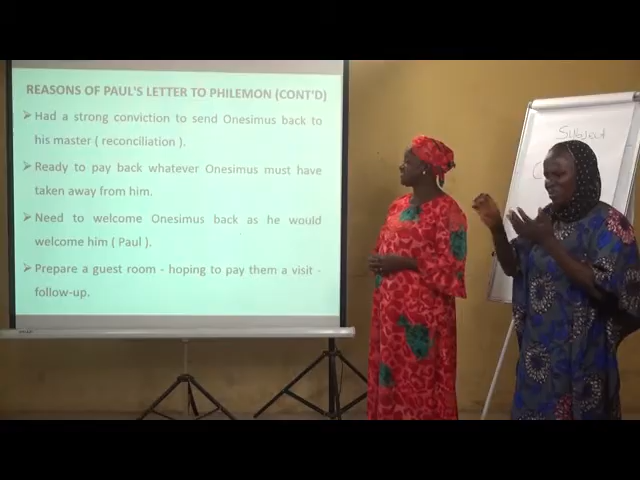 REASONS OF PAUL'S LETTER TO PHILEMON (CONT'D)
➢Had a strong conviction to send Onesimus back to
his master ( reconciliation ).
➢Ready to pay back whatever Onesimus must have
taken away from him.
➢Need to welcome Onesimus back as he would
welcome him ( Paul ).
➢Prepare a guest room - hoping to pay them a visit -
follow-up.